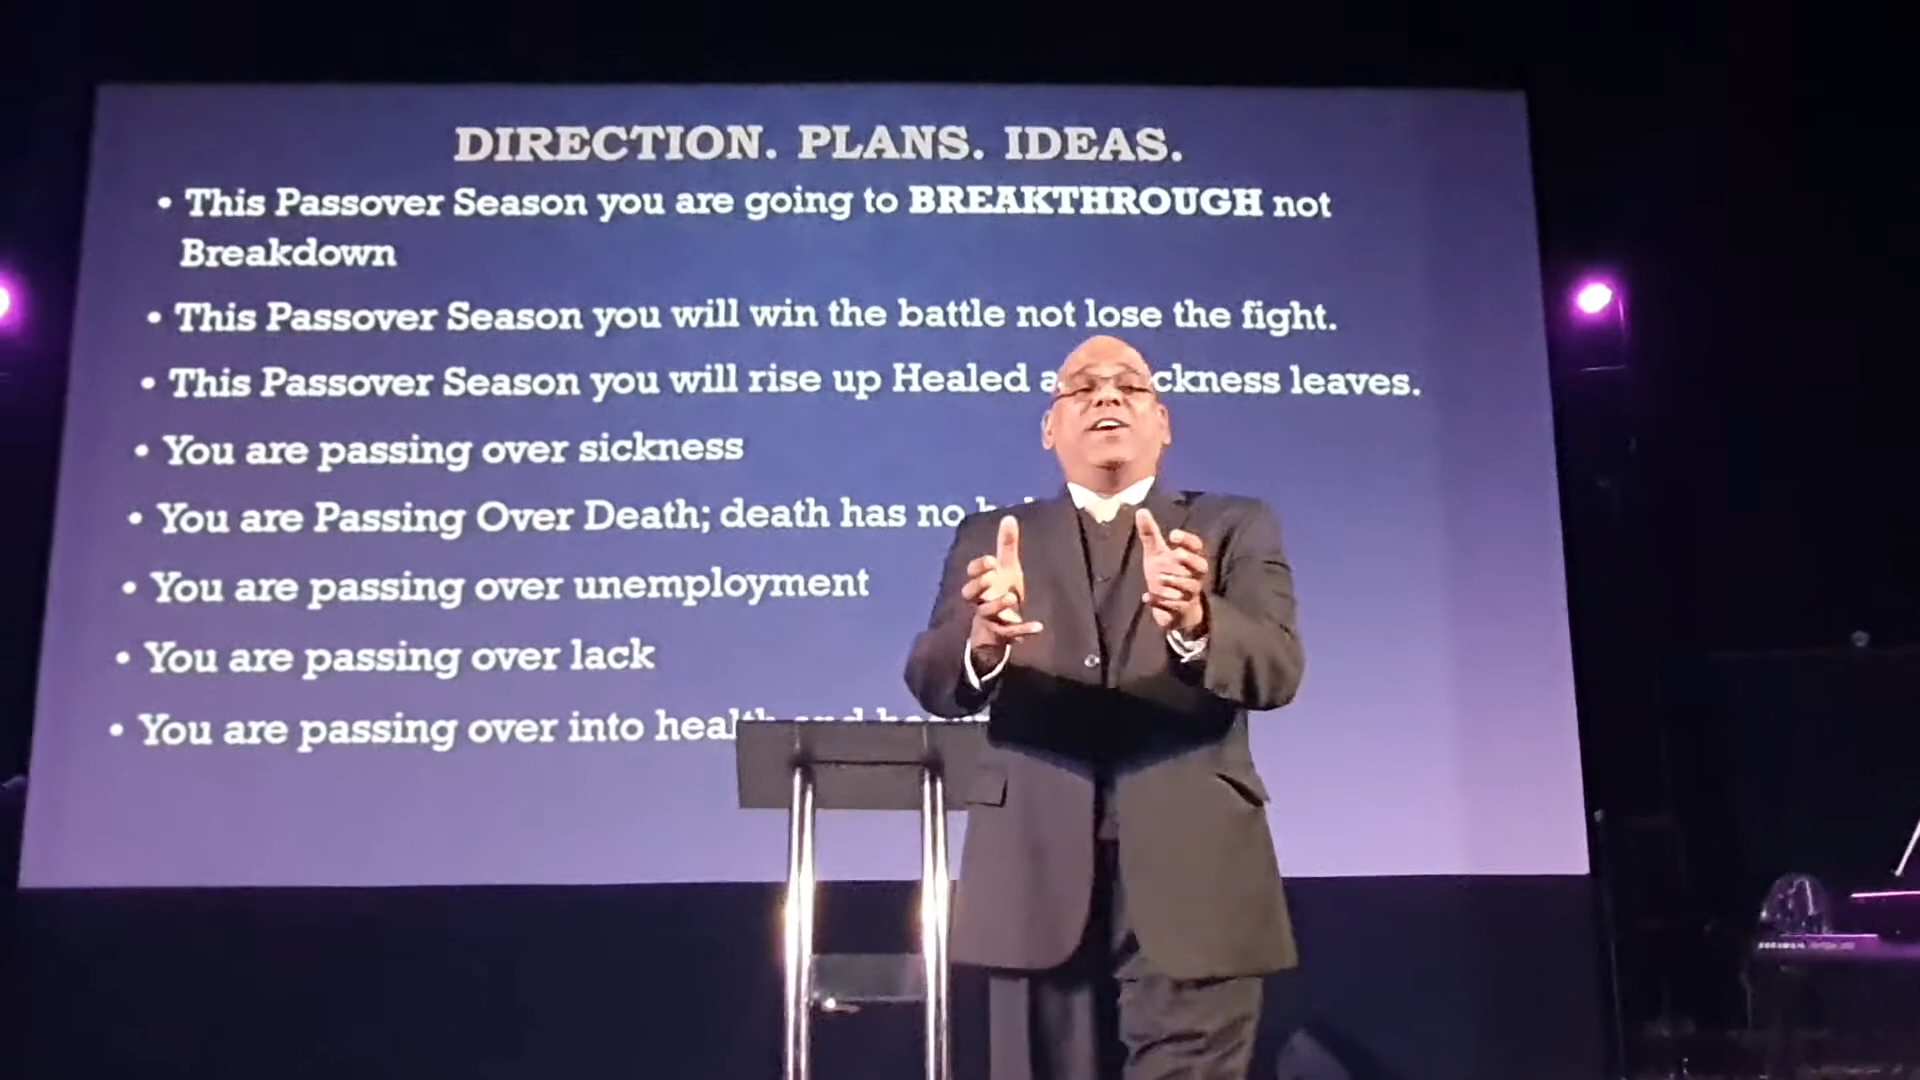 DIRECTION. PLANS. IDEAS.
• This Passover Season you are going to BREAKTHROUGH not
Breakdown
• This Passover Season you will win the battle not lose the fight.
• This Passover Season you will rise up Healed leaves.
• You are passing over sickness
• You are Passing Over Death; death has no
• You are passing over unemployment
• You are passing over lack
• You are passing over into